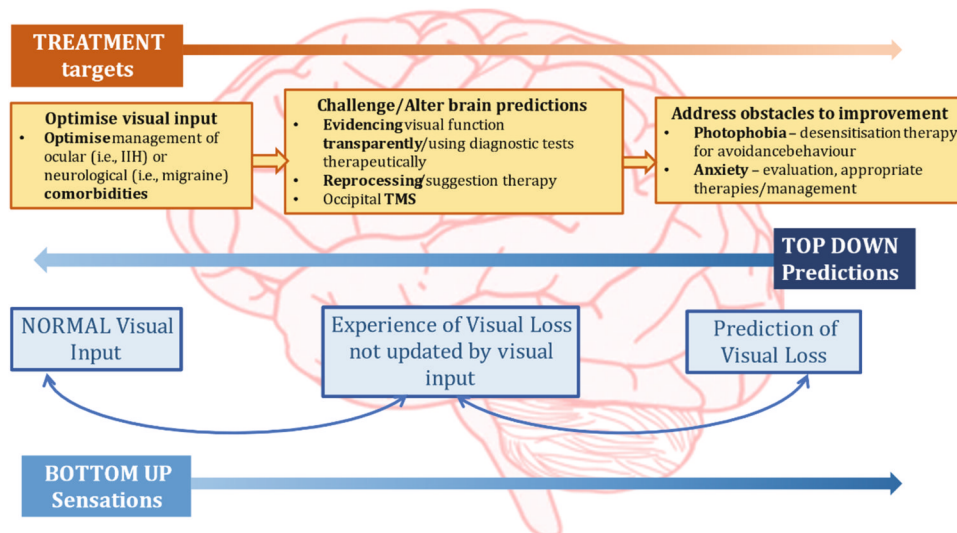 TREATMENT
targets
Optimise visual input
• Optimise management of
ocular (i.e., IIH) or
neurological (i.e., migraine)
comorbidities
Challenge/Alter brain predictions
• Evidencing visual function
transparently/using diagnostic tests
therapeutically
• Reprocessing/suggestion therapy
• Occipital TMS
Address obstacles to improvement
• Photophobia – desensitisation therapy
for avoidancebehaviour
• Anxiety – evaluation, appropriate
therapies/management
TOP DOWN
Predictions
NORMAL Visual
Input
Experience of Visual Loss
not updated by visual
input
Prediction of
Visual Loss
BOTTOM UP
Sensations